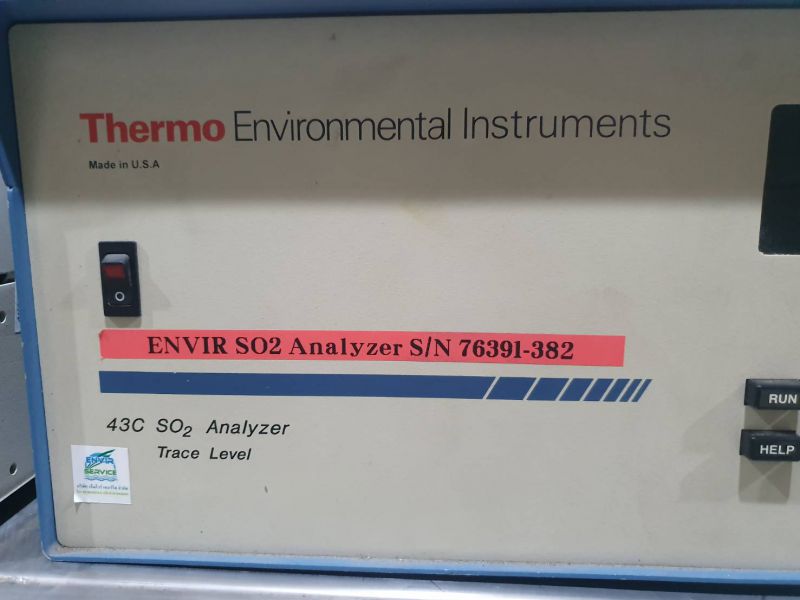 Thermo Environmental Instruments
Made in U.S.A
ENVIR SO2 Analyzer S/N 76391-382
RUN
43C SO₂ Analyzer
HELP
Trace Level
ENVIR
SERVICE